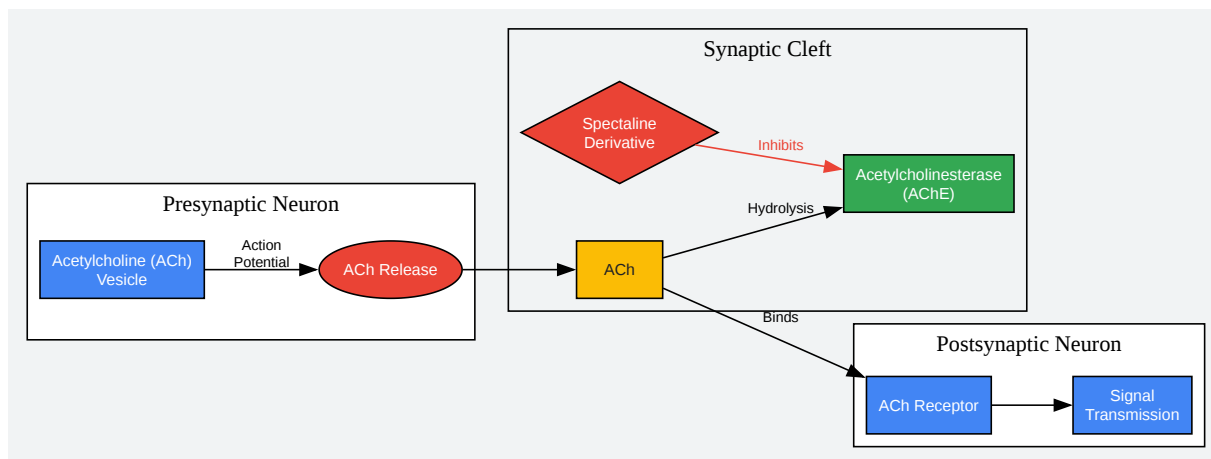 Synaptic Cleft
Spectaline
Derivative
Inhibits
Acetylcholinesterase
(AChE)
Presynaptic Neuron
Hydrolysis
Acetylcholine (ACh)
Vesicle
Action
Potential
ACh Release
ACh
Binds
Postsynaptic Neuron
ACh Receptor
Signal
Transmission